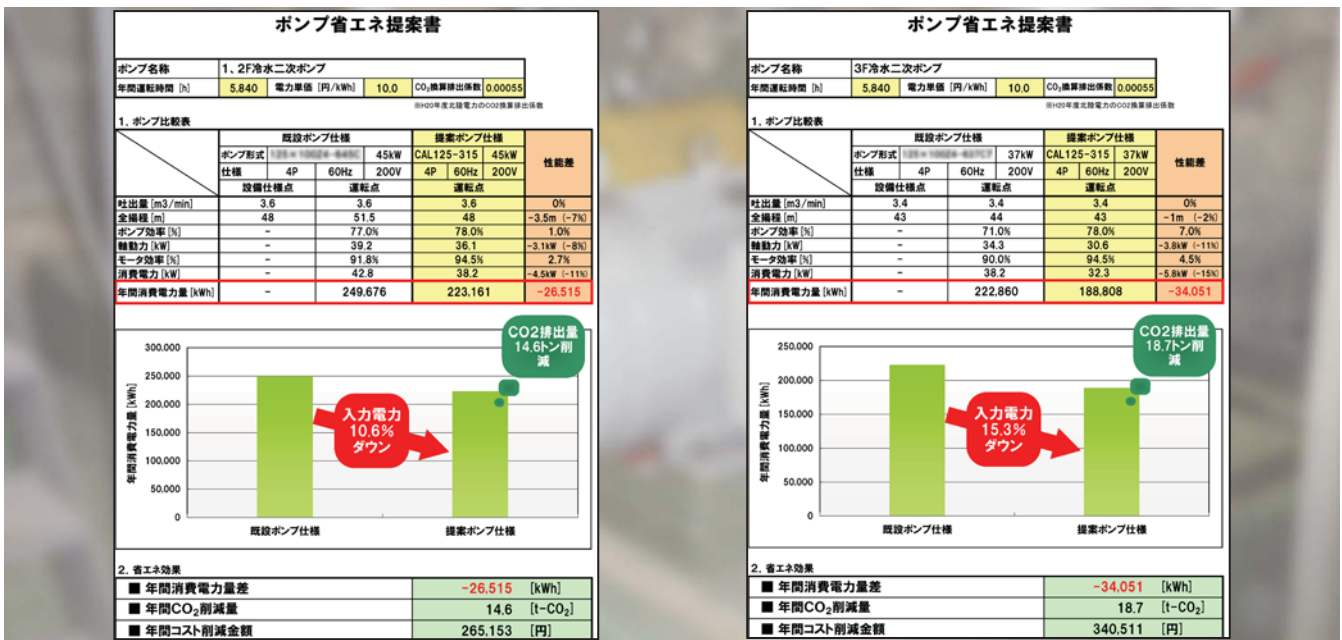 ポンプ省エネ提案書
ポンプ名称 1、2F冷水二次ポンプ
年間運転時間 [h] 5.840 電力単価 [円/kWh] 10.0 CO₂換算排出係数 0.00055
※H20年度北陸電力のCO2換算排出係数
1. ポンプ比較表
既設ポンプ仕様 提案ポンプ仕様 性能差
ポンプ形式 45kW CAL125-315 45kW
仕様 4P 60Hz 200V 4P 60Hz 200V
設備仕様点 運転点 運転点
吐出量 [m3/min] 3.6 3.6 3.6 0%
全揚程 [m] 48 51.5 48 -3.5m (-7%)
ポンプ効率 [%] - 77.0% 78.0% 1.0%
軸動力 [kW] - 39.2 36.1 -3.1kW (-8%)
モータ効率 [%] - 91.8% 94.5% 2.7%
消費電力 [kW] - 42.8 38.2 -4.5kW (-11%)
年間消費電力量 [kWh] - 249.676 223.161 -26.515
CO2排出量
14.6トン削
減
300.000
250.000
200.000
150.000
100.000
50.000
0
年間消費電力量 [kWh]
入力電力
10.6%
ダウン
既設ポンプ仕様 提案ポンプ仕様
2. 省エネ効果
■ 年間消費電力量差 -26.515 [kWh]
■ 年間CO₂削減量 14.6 [t-CO₂]
■ 年間コスト削減金額 265.153 [円]
ポンプ省エネ提案書
ポンプ名称 3F冷水二次ポンプ
年間運転時間 [h] 5.840 電力単価 [円/kWh] 10.0 CO₂換算排出係数 0.00055
※H20年度北陸電力のCO2換算排出係数
1. ポンプ比較表
既設ポンプ仕様 提案ポンプ仕様 性能差
ポンプ形式 37kW CAL125-315 37kW
仕様 4P 60Hz 200V 4P 60Hz 200V
設備仕様点 運転点 運転点
吐出量 [m3/min] 3.4 3.4 3.4 0%
全揚程 [m] 43 44 43 -1m (-2%)
ポンプ効率 [%] - 71.0% 78.0% 7.0%
軸動力 [kW] - 34.3 30.6 -3.8kW (-11%)
モータ効率 [%] - 90.0% 94.5% 4.5%
消費電力 [kW] - 38.2 32.3 -5.8kW (-15%)
年間消費電力量 [kWh] - 222.860 188.808 -34.051
CO2排出量
18.7トン削
減
250.000
200.000
150.000
100.000
50.000
0
年間消費電力量 [kWh]
入力電力
15.3%
ダウン
既設ポンプ仕様 提案ポンプ仕様
2. 省エネ効果
■ 年間消費電力量差 -34.051 [kWh]
■ 年間CO₂削減量 18.7 [t-CO₂]
■ 年間コスト削減金額 340.511 [円]